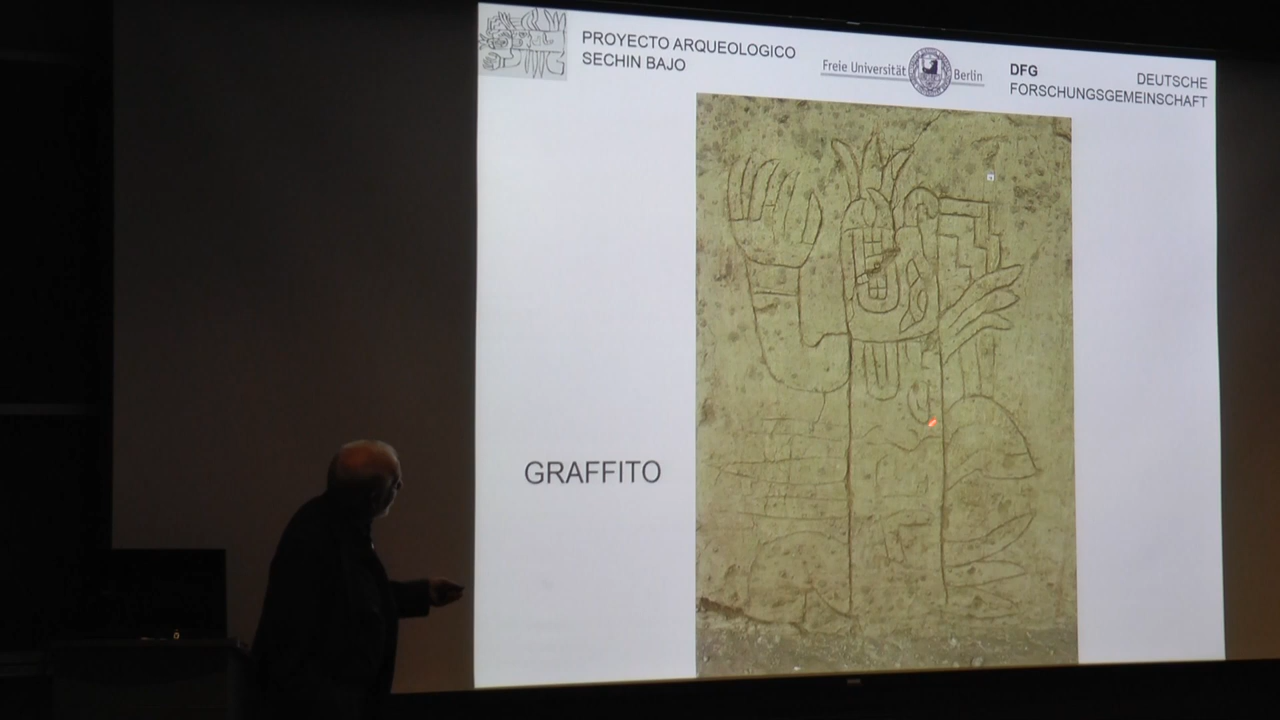 PROYECTO ARQUEOLOGICO
SECHIN BAJO
Freie Universität Berlin
DFG DEUTSCHE
FORSCHUNGSGEMEINSCHAFT
GRAFFITO